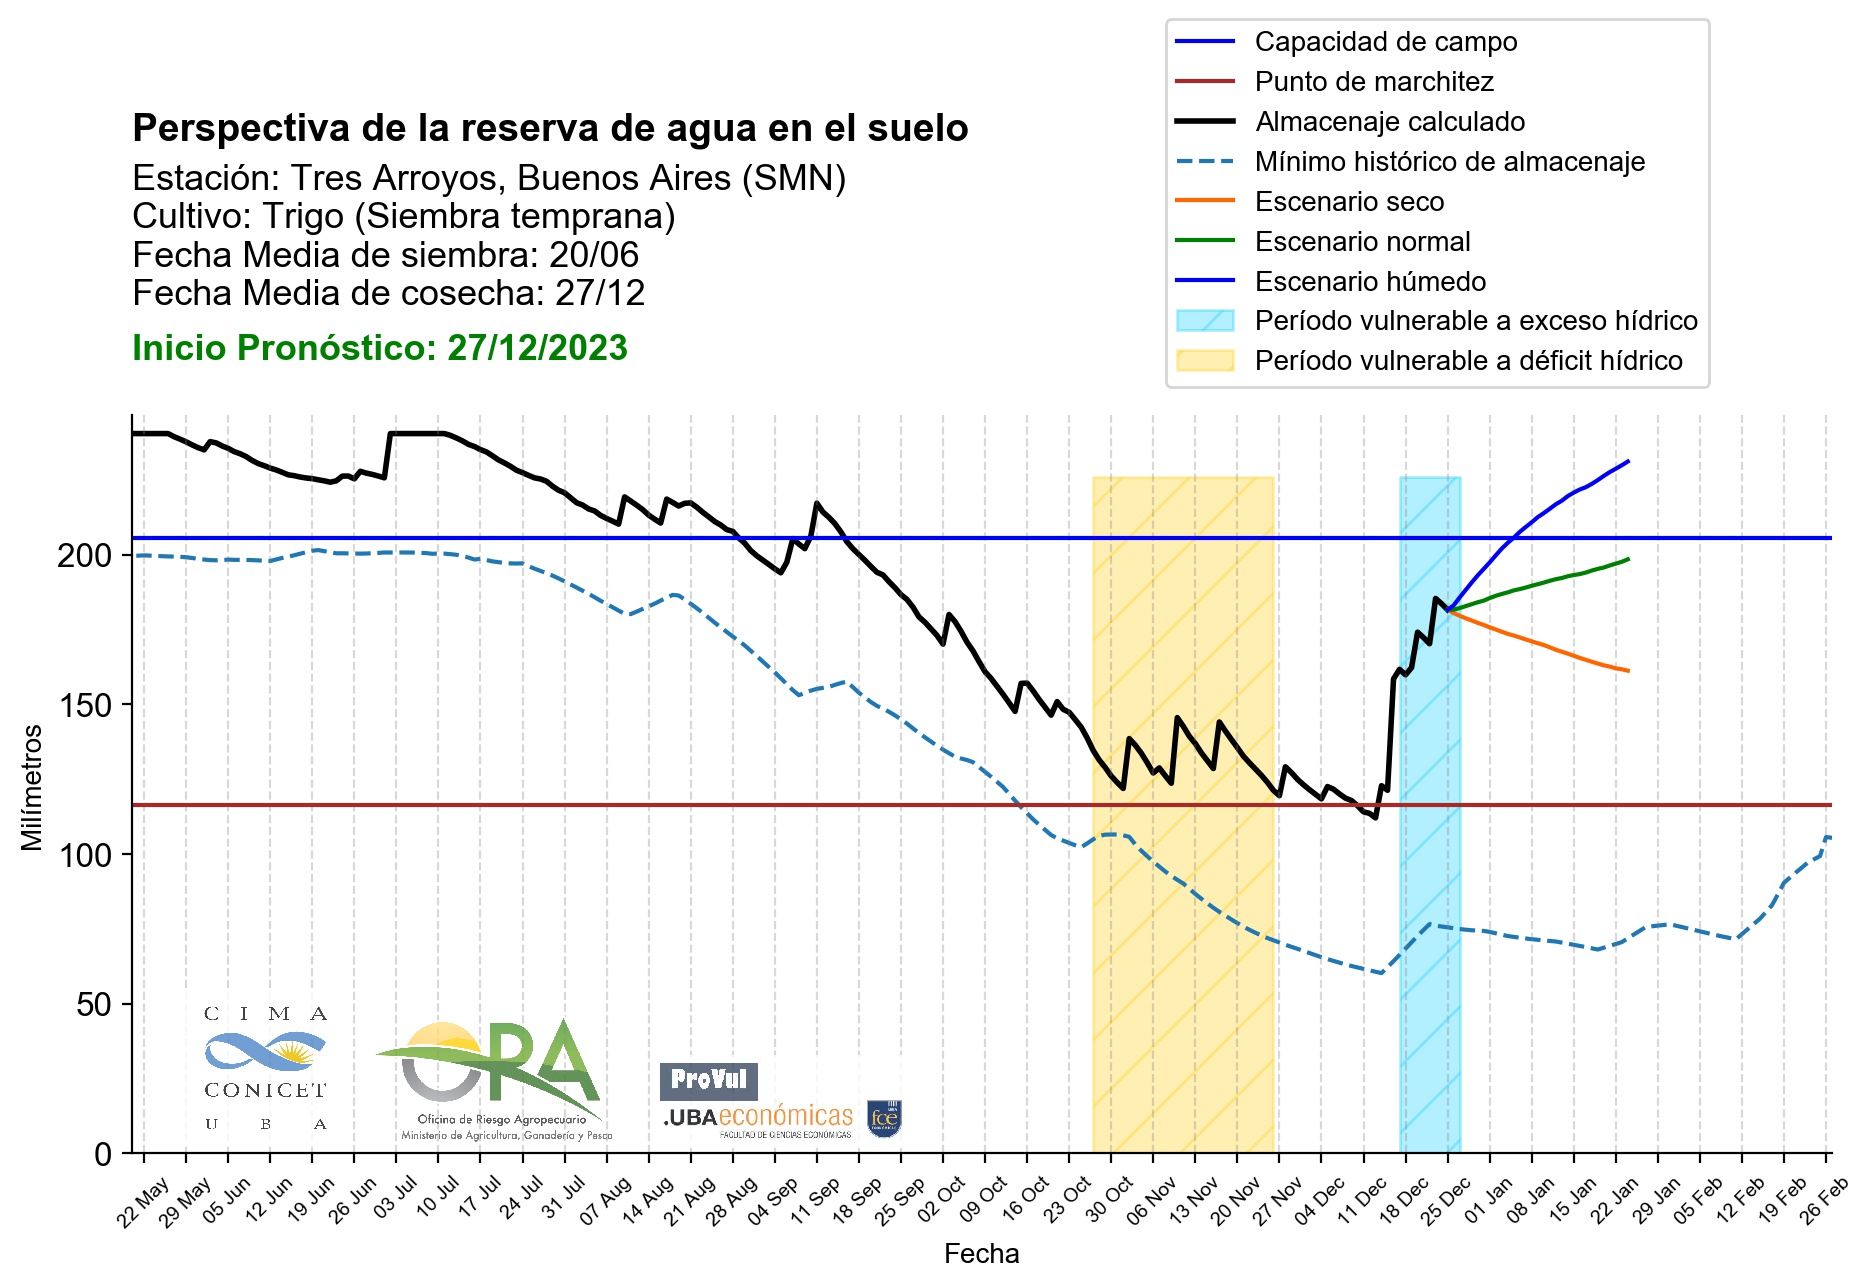 Capacidad de campo
Punto de marchitez
Almacenaje calculado
Mínimo histórico de almacenaje
Escenario seco
Escenario normal
Escenario húmedo
Período vulnerable a exceso hídrico
Período vulnerable a déficit hídrico
Perspectiva de la reserva de agua en el suelo
Estación: Tres Arroyos, Buenos Aires (SMN)
Cultivo: Trigo (Siembra temprana)
Fecha Media de siembra: 20/06
Fecha Media de cosecha: 27/12
Inicio Pronóstico: 27/12/2023
Milímetros
200
150
100
50
0
CIMA
CONICET
UBA
ORA
Oficina de Riesgo Agropecuario
Ministerio de Agricultura, Ganadería y Pesca
ProVul
.UBAeconómicas
FACULTAD DE CIENCIAS ECONÓMICAS
fce
22 May
29 May
05 Jun
12 Jun
19 Jun
26 Jun
03 Jul
10 Jul
17 Jul
24 Jul
31 Jul
07 Aug
14 Aug
21 Aug
28 Aug
04 Sep
11 Sep
18 Sep
25 Sep
02 Oct
09 Oct
16 Oct
23 Oct
30 Oct
06 Nov
13 Nov
20 Nov
27 Nov
04 Dec
11 Dec
18 Dec
25 Dec
01 Jan
08 Jan
15 Jan
22 Jan
29 Jan
05 Feb
12 Feb
19 Feb
26 Feb
Fecha